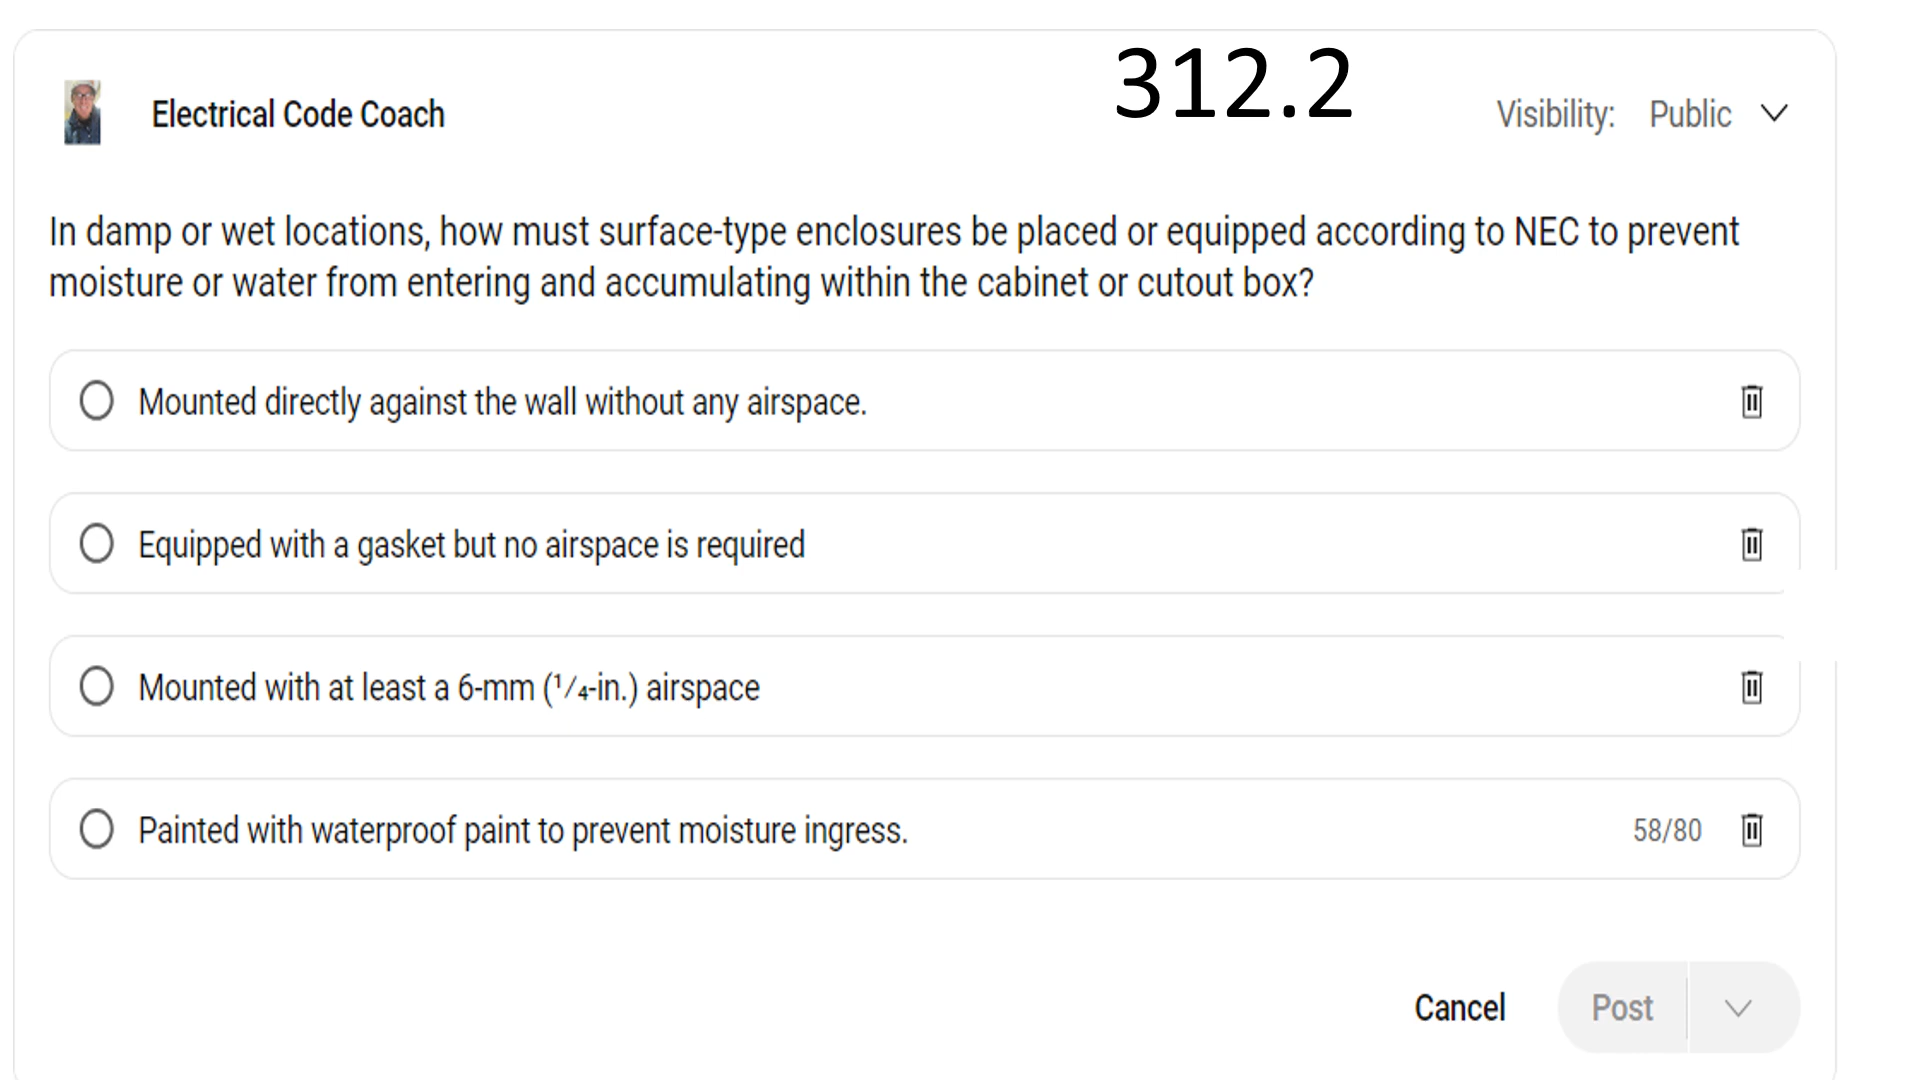 312.2
Electrical Code Coach
Visibility: Public
In damp or wet locations, how must surface-type enclosures be placed or equipped according to NEC to prevent
moisture or water from entering and accumulating within the cabinet or cutout box?
Mounted directly against the wall without any airspace.
Equipped with a gasket but no airspace is required
Mounted with at least a 6-mm (¹/₄-in.) airspace
Painted with waterproof paint to prevent moisture ingress.
58/80
Cancel
Post